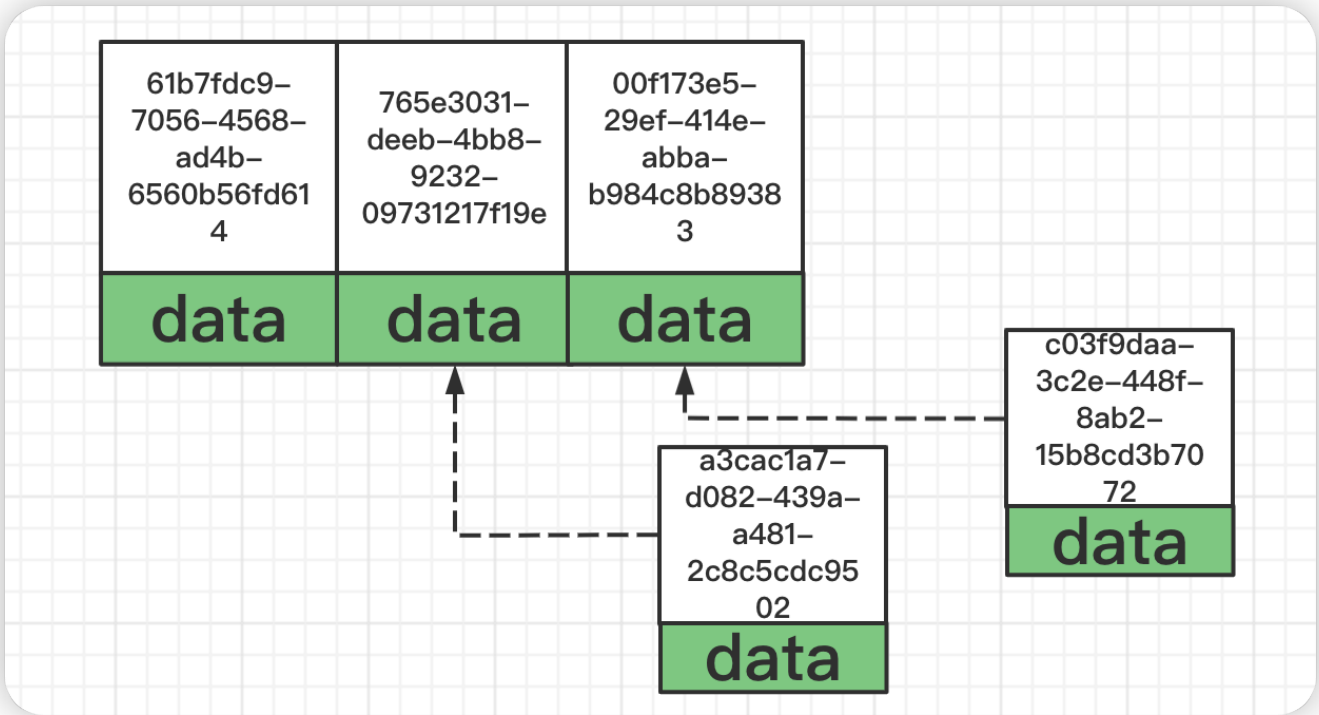 61b7fdc9–
7056–4568–
ad4b–
6560b56fd61
4
765e3031–
deeb–4bb8–
9232–
09731217f19e
00f173e5–
29ef–414e–
abba–
b984c8b8938
3
data
data
data
c03f9daa–
3c2e–448f–
8ab2–
15b8cd3b70
72
data
a3cac1a7–
d082–439a–
a481–
2c8c5cdc95
02
data